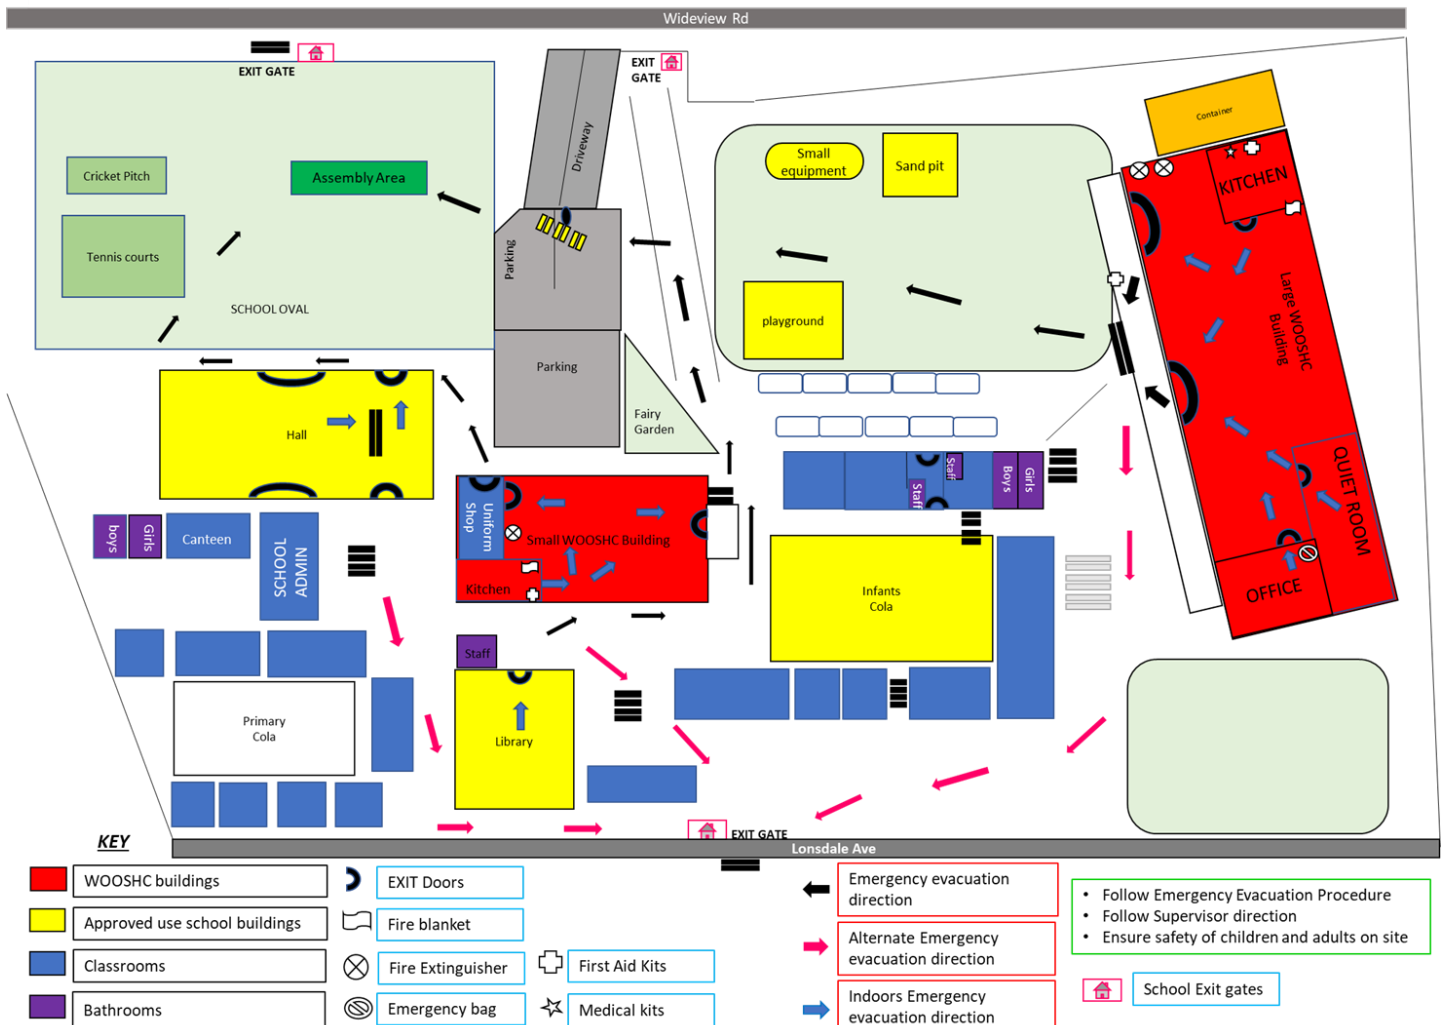 Wideview Rd
EXIT GATE
EXIT
GATE
Driveway
Container
Cricket Pitch
Assembly Area
Small
equipment
Sand pit
KITCHEN
Tennis courts
Parking
SCHOOL OVAL
playground
Large WOOSHC
Building
Parking
Fairy
Garden
Hall
Staff
Staff
Boys
Girls
QUIET ROOM
boys
Girls
Canteen
SCHOOL
ADMIN
Uniform
Shop
Small WOOSHC Building
Kitchen
Infants
Cola
OFFICE
Staff
Primary
Cola
Library
EXIT GATE
Lonsdale Ave
KEY
WOOSHC buildings
Approved use school buildings
Classrooms
Bathrooms
EXIT Doors
Fire blanket
Fire Extinguisher
Emergency bag
First Aid Kits
Medical kits
Emergency evacuation
direction
Alternate Emergency
evacuation direction
Indoors Emergency
evacuation direction
• Follow Emergency Evacuation Procedure
• Follow Supervisor direction
• Ensure safety of children and adults on site
School Exit gates